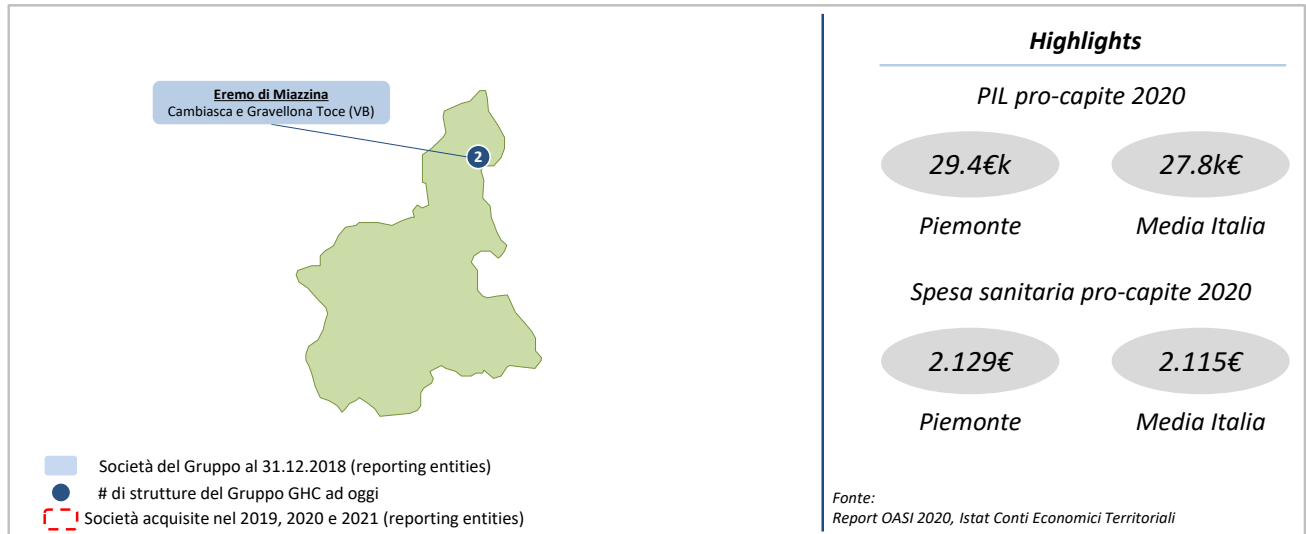 Eremo di Miazzina
Cambiasca e Gravellona Toce (VB)
2
Società del Gruppo al 31.12.2018 (reporting entities)
# di strutture del Gruppo GHC ad oggi
Società acquisite nel 2019, 2020 e 2021 (reporting entities)
Highlights
PIL pro-capite 2020
29.4€k 27.8k€
Piemonte Media Italia
Spesa sanitaria pro-capite 2020
2.129€ 2.115€
Piemonte Media Italia
Fonte:
Report OASI 2020, Istat Conti Economici Territoriali